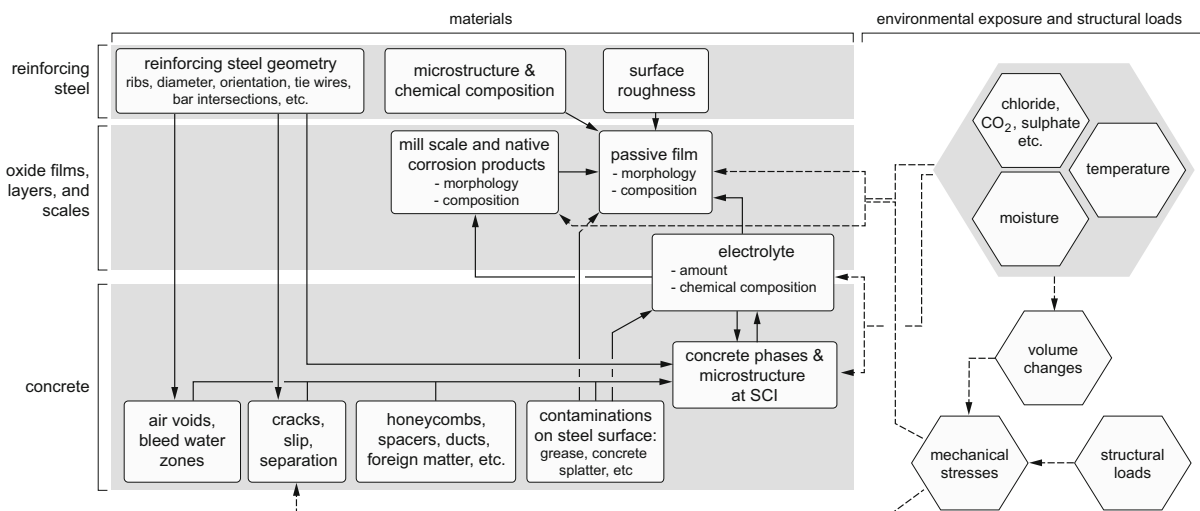 materials
environmental exposure and structural loads
reinforcing
steel
reinforcing steel geometry
ribs, diameter, orientation, tie wires,
bar intersections, etc.
microstructure &
chemical composition
surface
roughness
chloride,
CO2, sulphate
etc.
temperature
moisture
oxide films,
layers, and
scales
mill scale and native
corrosion products
- morphology
- composition
passive film
- morphology
- composition
electrolyte
- amount
- chemical composition
concrete
concrete phases &
microstructure
at SCI
air voids,
bleed water
zones
cracks,
slip,
separation
honeycombs,
spacers, ducts,
foreign matter, etc.
contaminations
on steel surface:
grease, concrete
splatter, etc
volume
changes
mechanical
stresses
structural
loads